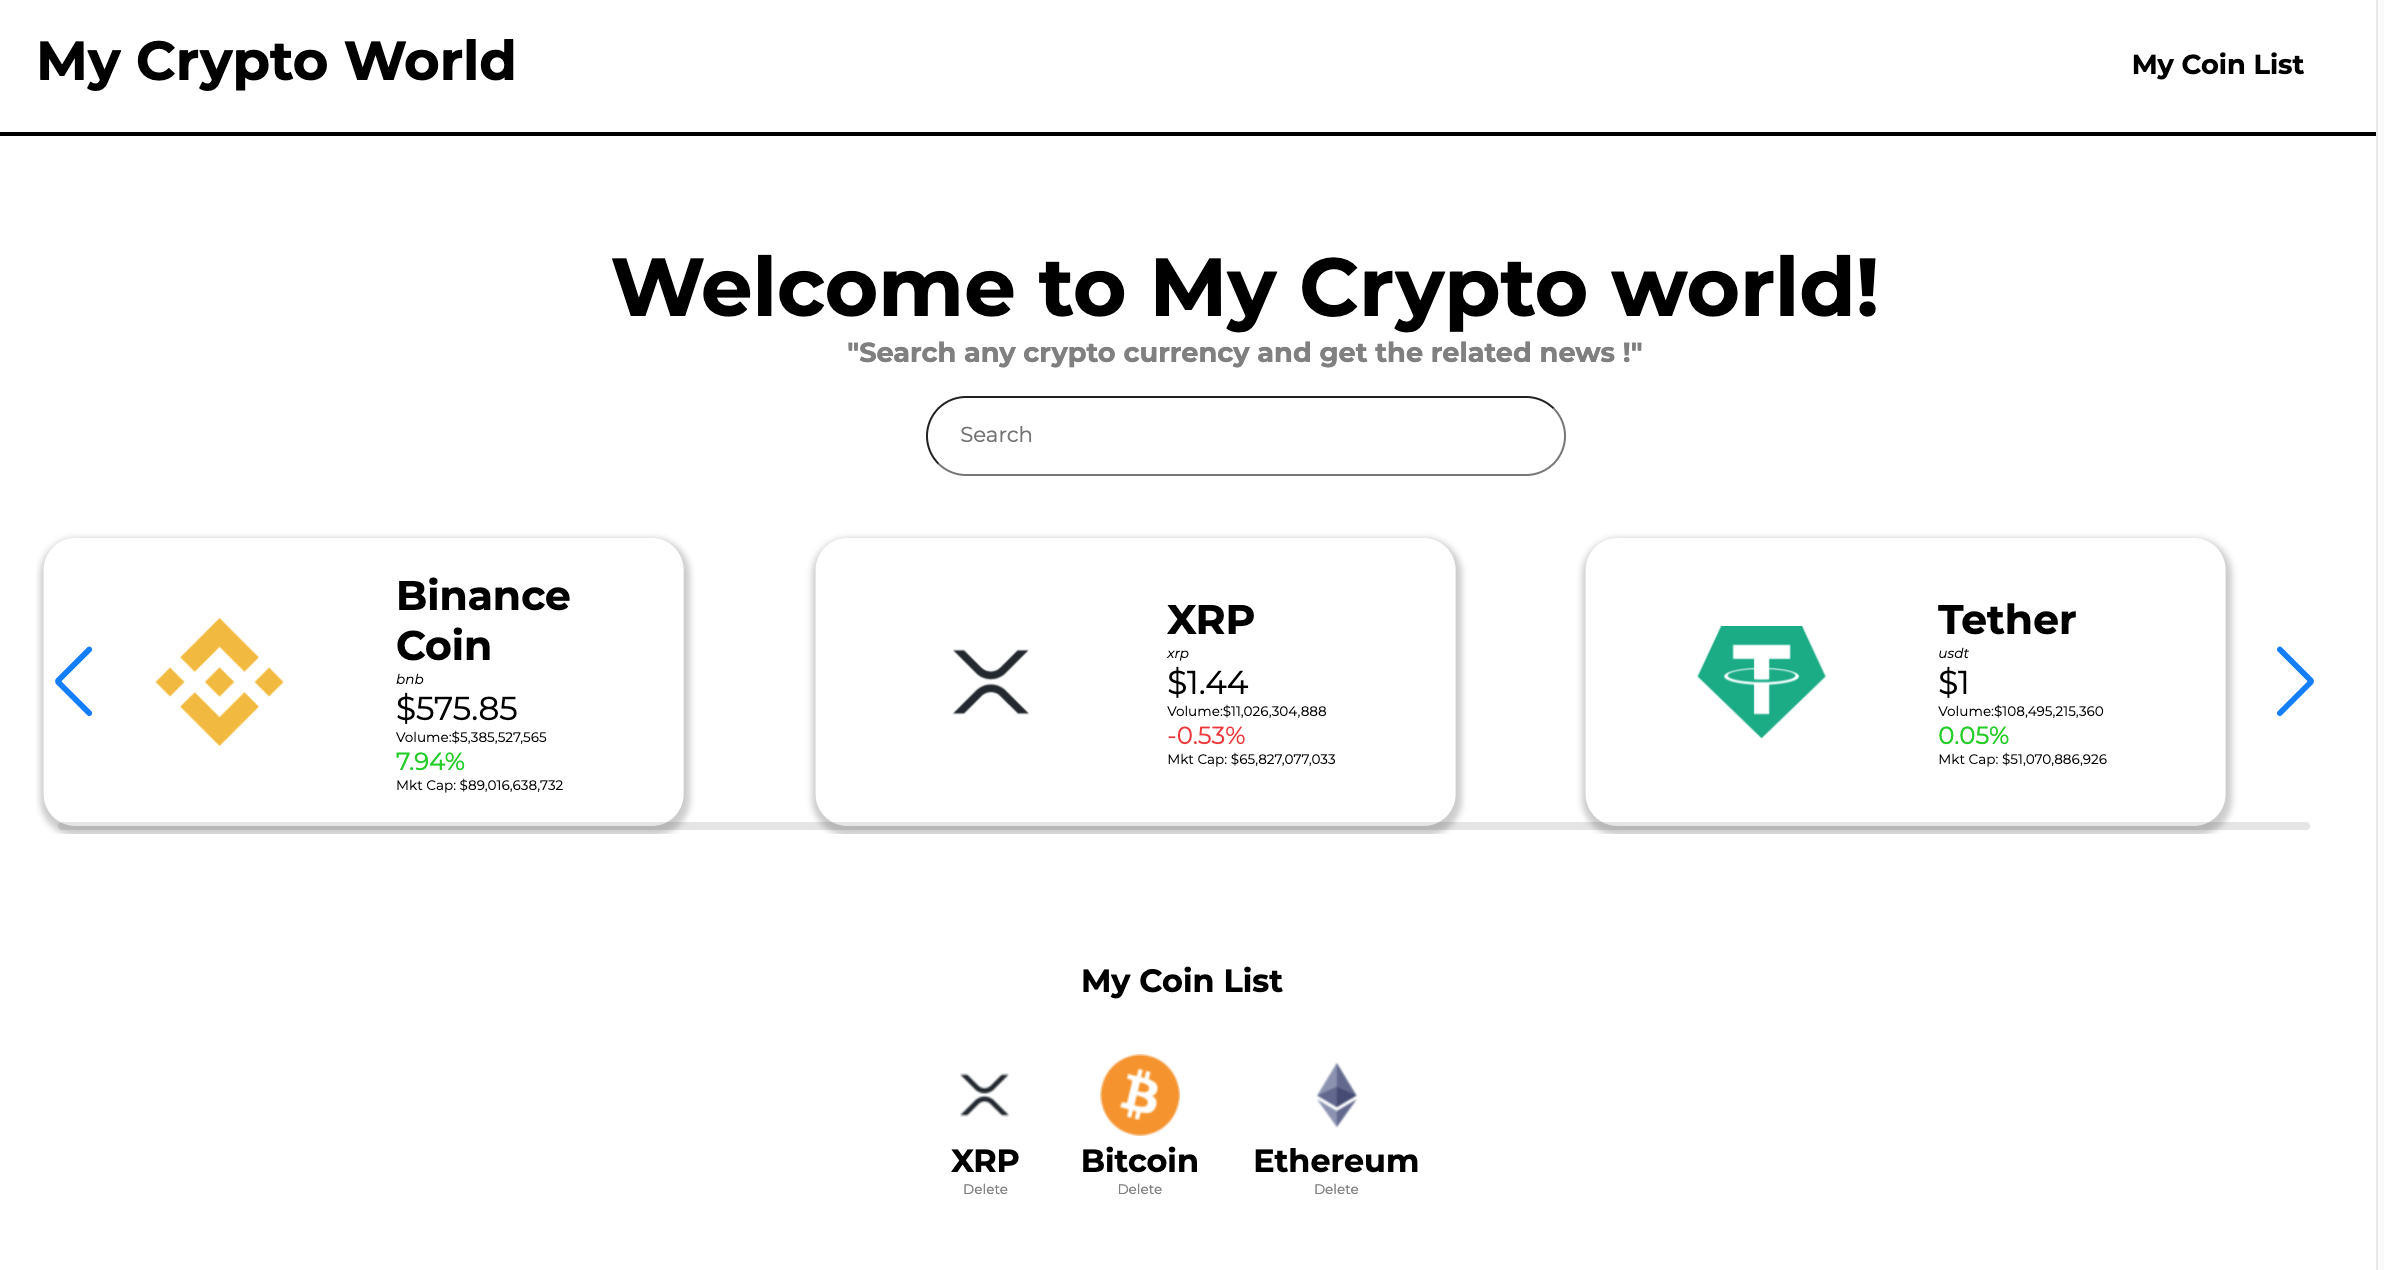 My Crypto World
My Coin List
Welcome to My Crypto world!
"Search any crypto currency and get the related news !"
Search
Binance
Coin
bnb
$575.85
Volume:$5,385,527,565
7.94%
Mkt Cap: $89,016,638,732
XRP
xrp
$1.44
Volume:$11,026,304,888
-0.53%
Mkt Cap: $65,827,077,033
Tether
usdt
$1
Volume:$108,495,215,360
0.05%
Mkt Cap: $51,070,886,926
My Coin List
XRP
Delete
Bitcoin
Delete
Ethereum
Delete